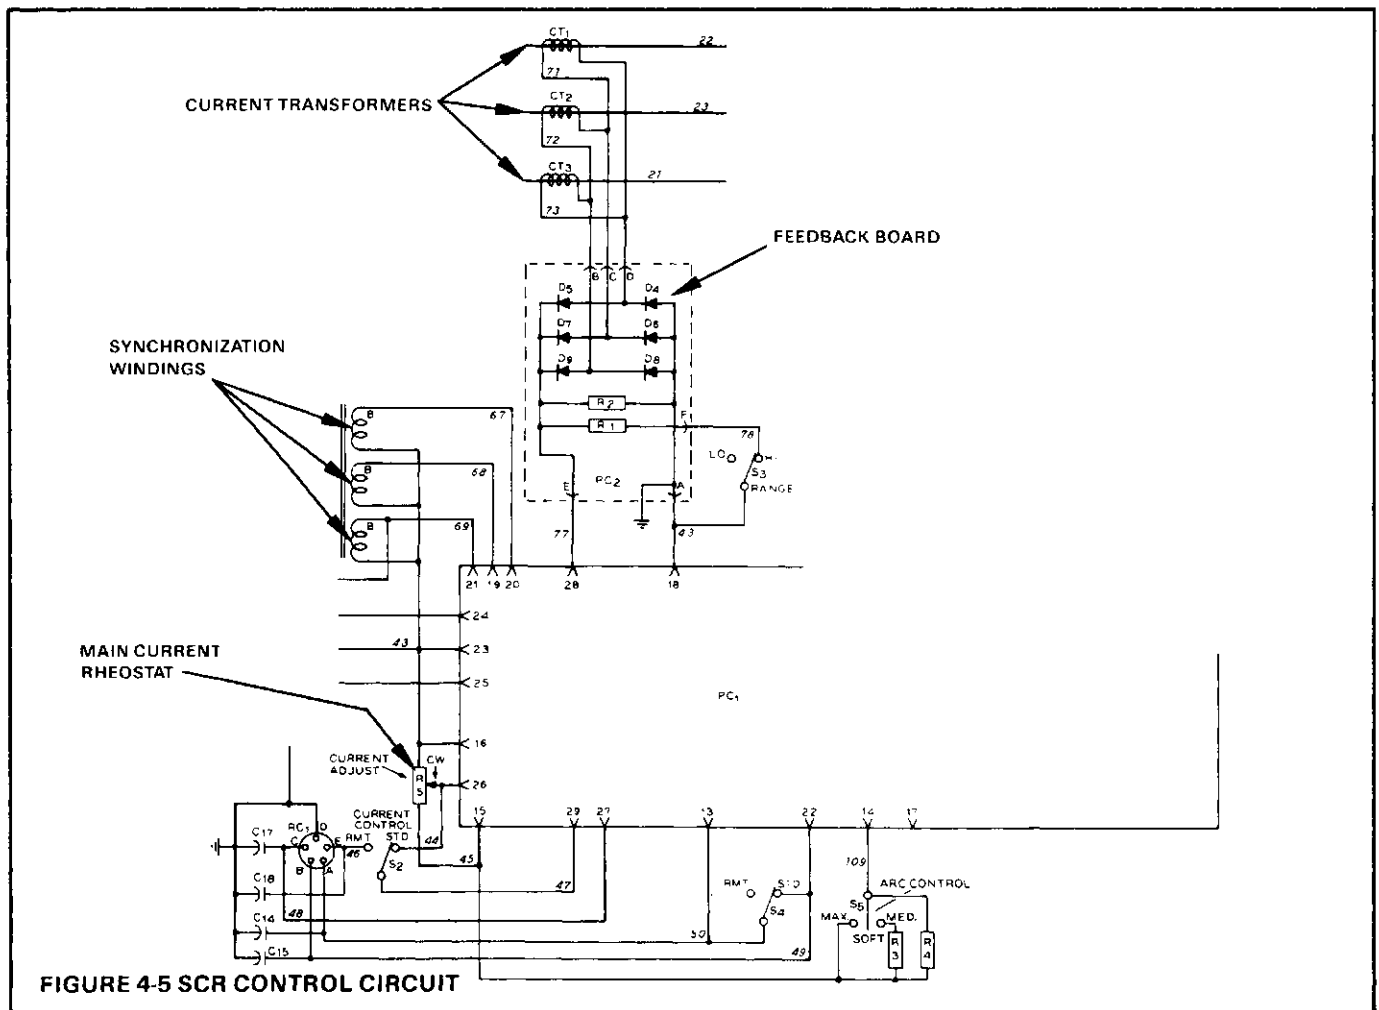 CT1
22
CURRENT TRANSFORMERS
71
CT2
23
72
CT3
21
73
FEEDBACK BOARD
B C D
D5 D4
D7 D6
D9 D8
SYNCHRONIZATION
WINDINGS
R2
R1
F
78
LO
S3
RANGE
PC2
E
A
B
67
B
68
B
69
77
43
21 19 20 28 18
24
43
23
25
MAIN CURRENT
RHEOSTAT
PC1
16
CURRENT
ADJUST
CW
R
5
26
15 29 27 13 22 14 17
CURRENT
CONTROL
C17
RC1
D
C
E
B
A
RMT
STD
46
44
S2
45
47
C18
48
C14
C15
RMT
STD
S4
50
49
109
ARC CONTROL
S5
MAX.
MED.
SOFT
R
3
R
4
FIGURE 4-5 SCR CONTROL CIRCUIT